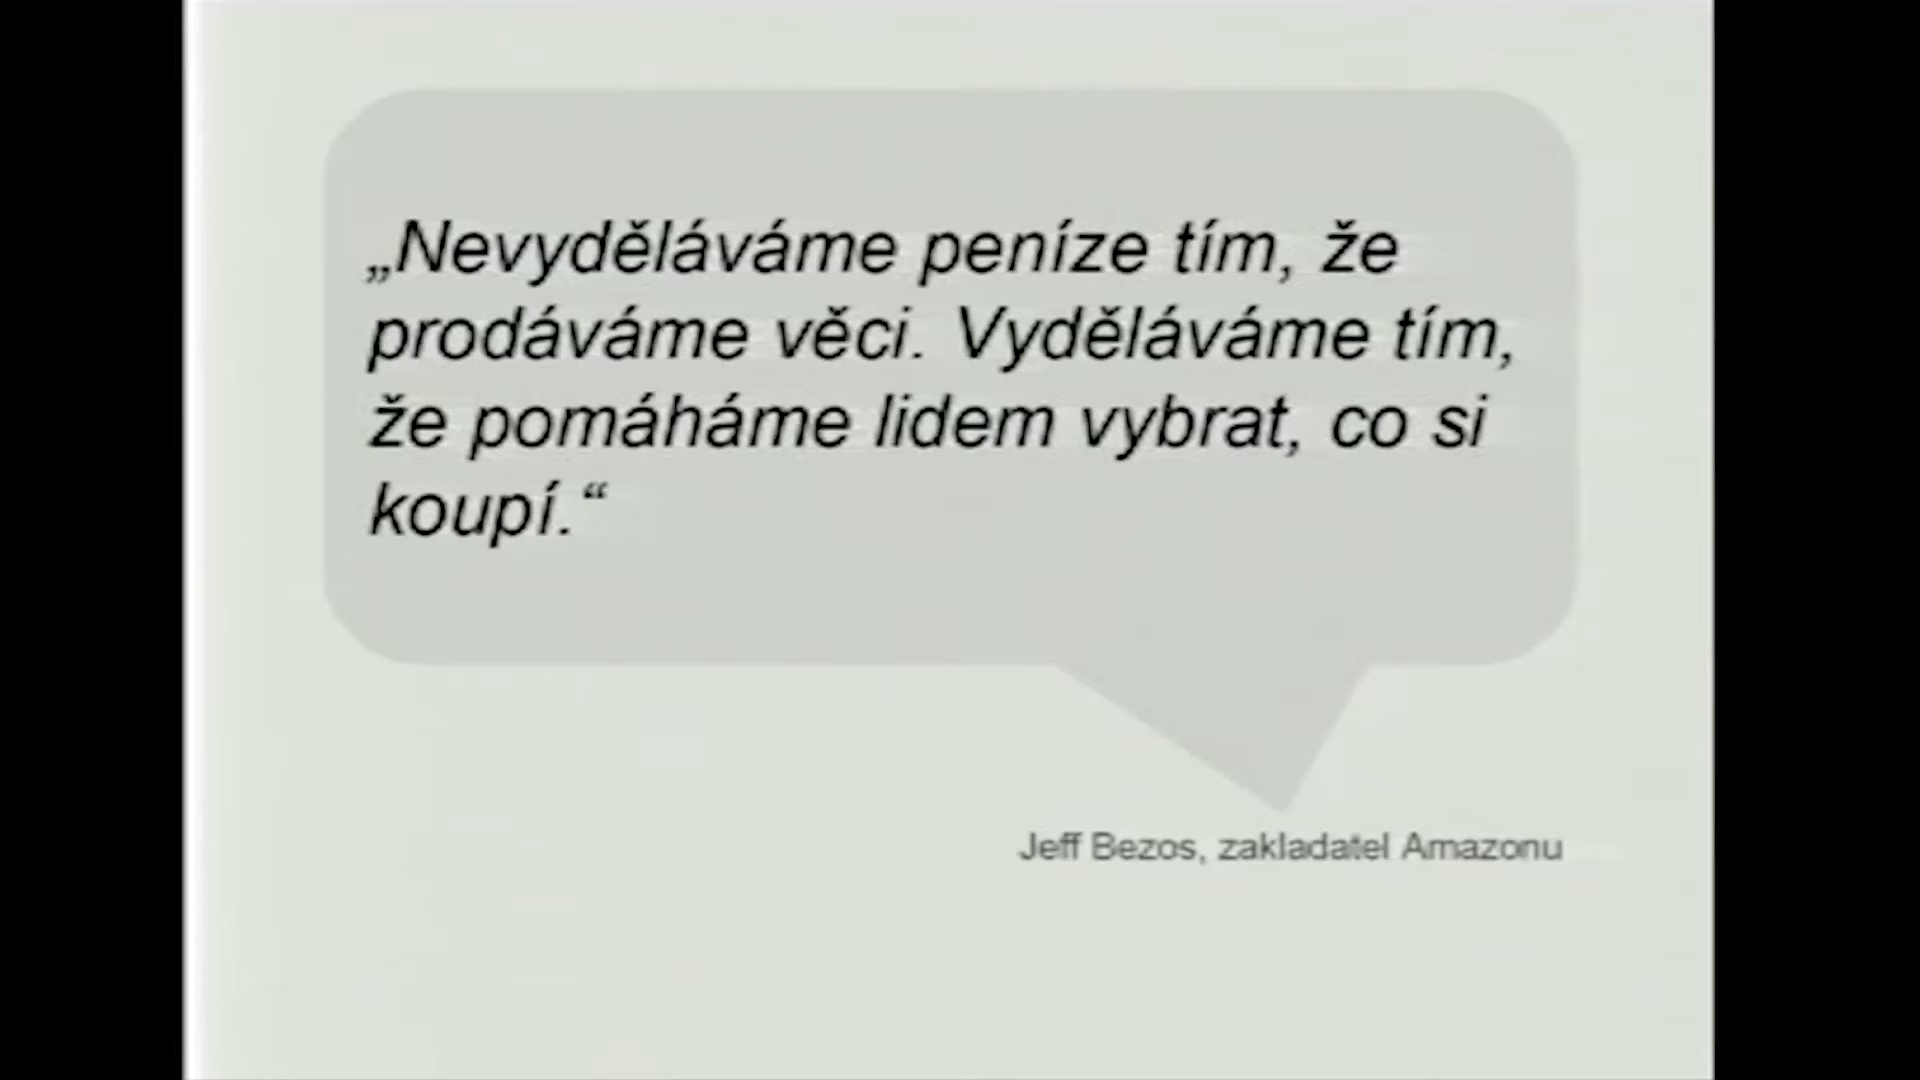 „Nevyděláváme peníze tím, že
prodáváme věci. Vyděláváme tím,
že pomáháme lidem vybrat, co si
koupí.“
Jeff Bezos, zakladatel Amazonu